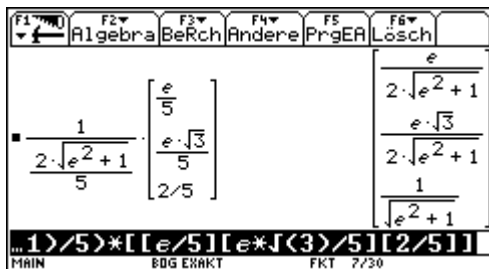 F1 F2 F3 F4 F5 F6
Algebra BeRch Andere PrgEA Lösch
1/((2·√(e^2+1))/5)·[[e/5][e·√3/5][2/5]] [[e/(2·√(e^2+1))][e·√3/(2·√(e^2+1))][1/√(e^2+1)]]
…1)/5)*[[e/5][e*√(3)/5][2/5]]
MAIN BOG EXAKT FKT 7/30